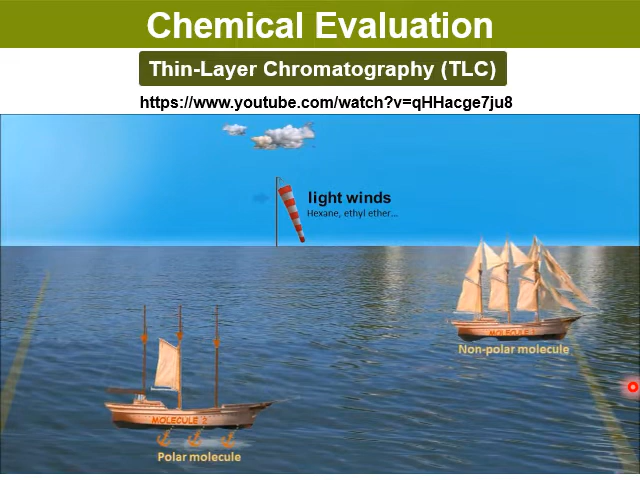 Chemical Evaluation
Thin-Layer Chromatography (TLC)
https://www.youtube.com/watch?v=qHHacge7ju8
light winds
Hexane, ethyl ether...
MOLECULE 1
Non-polar molecule
MOLECULE 2
Polar molecule